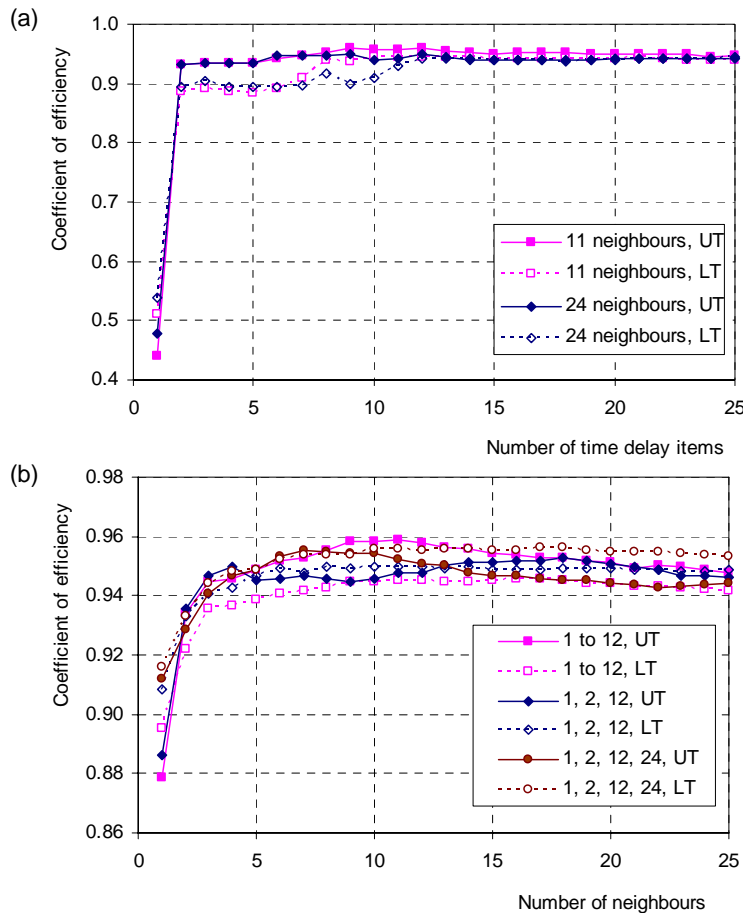 (a)
Coefficient of efficiency
1.0
0.9
0.8
0.7
0.6
0.5
0.4
0 5 10 15 20 25
11 neighbours, UT
11 neighbours, LT
24 neighbours, UT
24 neighbours, LT
Number of time delay items
(b)
Coefficient of efficiency
0.98
0.96
0.94
0.92
0.90
0.88
0.86
0 5 10 15 20 25
1 to 12, UT
1 to 12, LT
1, 2, 12, UT
1, 2, 12, LT
1, 2, 12, 24, UT
1, 2, 12, 24, LT
Number of neighbours